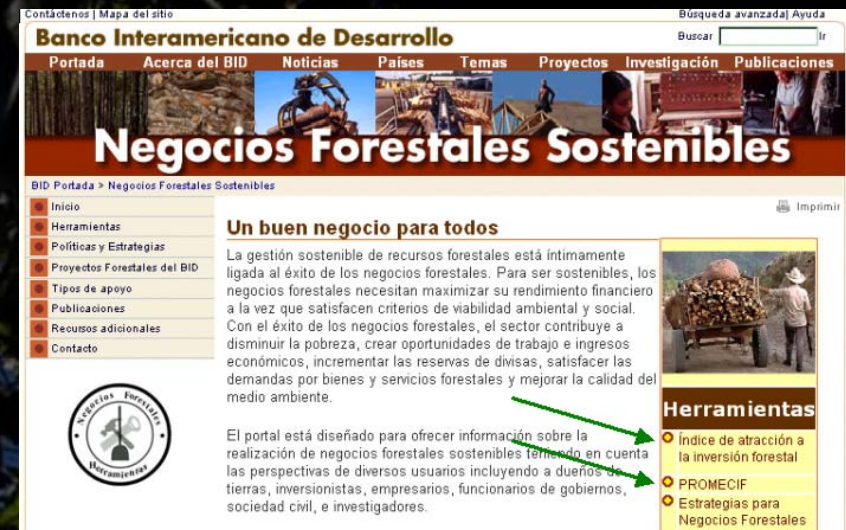 Contáctenos | Mapa del sitio
Búsqueda avanzada| Ayuda
Banco Interamericano de Desarrollo
Buscar
Ir
Portada Acerca del BID Noticias Países Temas Proyectos Investigación Publicaciones
Negocios Forestales Sostenibles
BID Portada > Negocios Forestales Sostenibles
Imprimir
Inicio
Herramientas
Políticas y Estrategias
Proyectos Forestales del BID
Tipos de apoyo
Publicaciones
Recursos adicionales
Contacto
Negocios Forestales
Herramientas
Un buen negocio para todos
La gestión sostenible de recursos forestales está íntimamente
ligada al éxito de los negocios forestales. Para ser sostenibles, los
negocios forestales necesitan maximizar su rendimiento financiero
a la vez que satisfacen criterios de viabilidad ambiental y social.
Con el éxito de los negocios forestales, el sector contribuye a
disminuir la pobreza, crear oportunidades de trabajo e ingresos
económicos, incrementar las reservas de divisas, satisfacer las
demandas por bienes y servicios forestales y mejorar la calidad del
medio ambiente.
El portal está diseñado para ofrecer información sobre la
realización de negocios forestales sostenibles teniendo en cuenta
las perspectivas de diversos usuarios incluyendo a dueños de
tierras, inversionistas, empresarios, funcionarios de gobiernos,
sociedad civil, e investigadores.
Herramientas
Índice de atracción a
la inversión forestal
PROMECIF
Estrategias para
Negocios Forestales